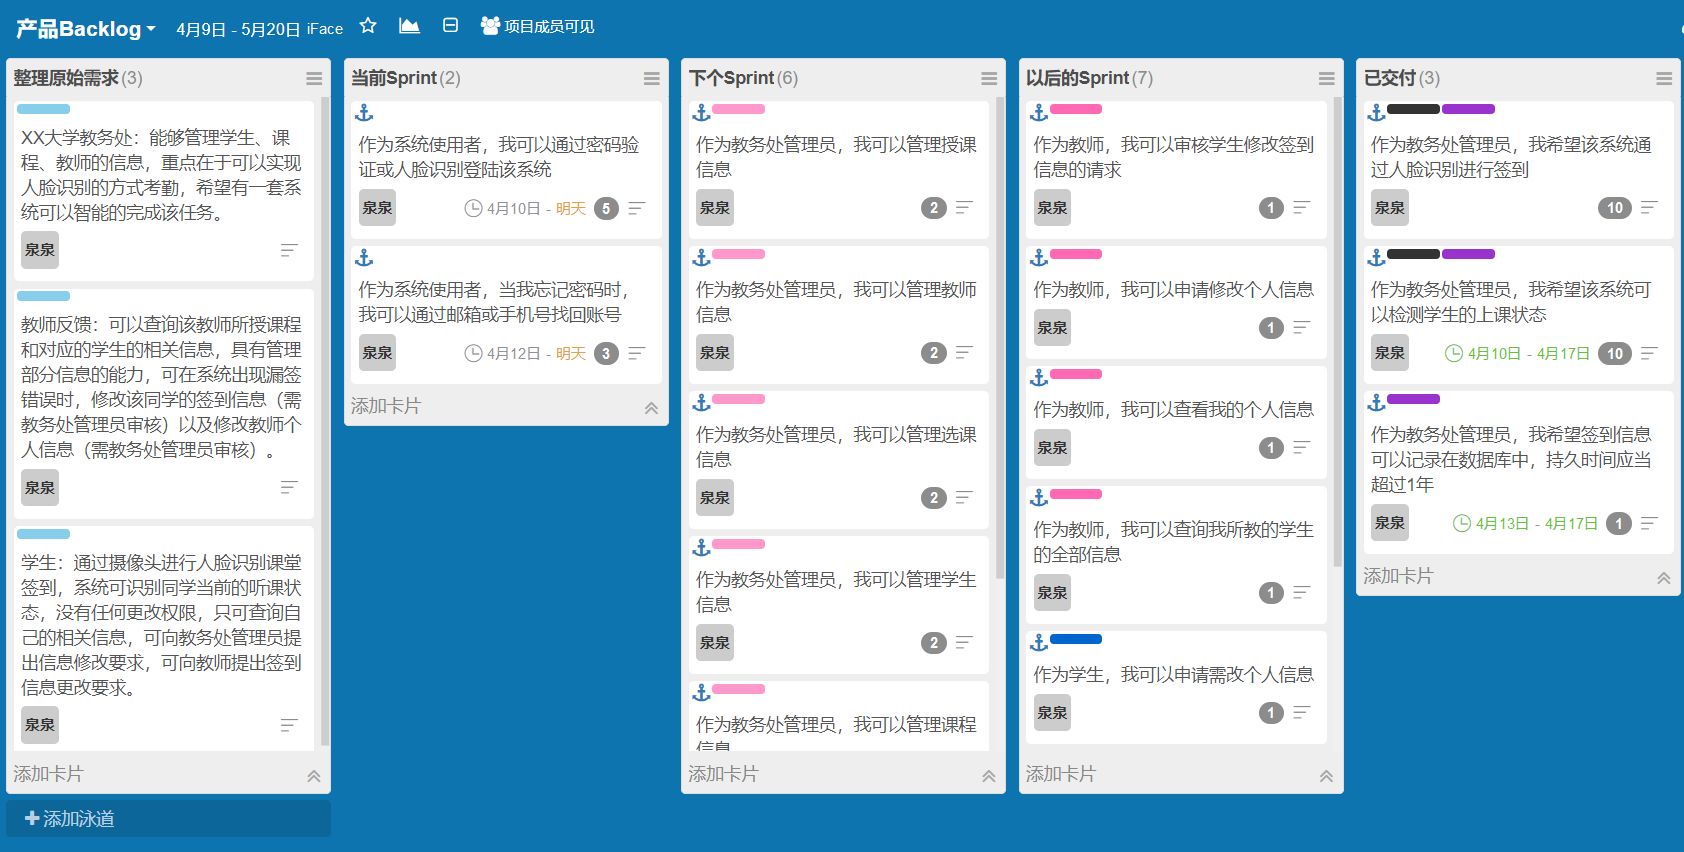 产品Backlog
4月9日 - 5月20日 iFace
项目成员可见
整理原始需求(3)
XX大学教务处：能够管理学生、课
程、教师的信息，重点在于可以实现
人脸识别的方式考勤，希望有一套系
统可以智能的完成该任务。
泉泉
教师反馈：可以查询该教师所授课程
和对应的学生的相关信息，具有管理
部分信息的能力，可在系统出现漏签
错误时，修改该同学的签到信息（需
教务处管理员审核）以及修改教师个
人信息（需教务处管理员审核）。
泉泉
学生：通过摄像头进行人脸识别课堂
签到，系统可识别同学当前的听课状
态，没有任何更改权限，只可查询自
己的相关信息，可向教务处管理员提
出信息修改要求，可向教师提出签到
信息更改要求。
泉泉
添加卡片
添加泳道
当前Sprint(2)
作为系统使用者，我可以通过密码验
证或人脸识别登陆该系统
泉泉 4月10日 - 明天 5
作为系统使用者，当我忘记密码时，
我可以通过邮箱或手机号找回账号
泉泉 4月12日 - 明天 3
添加卡片
下个Sprint(6)
作为教务处管理员，我可以管理授课
信息
泉泉 2
作为教务处管理员，我可以管理教师
信息
泉泉 2
作为教务处管理员，我可以管理选课
信息
泉泉 2
作为教务处管理员，我可以管理学生
信息
泉泉 2
作为教务处管理员，我可以管理课程
信息
添加卡片
以后的Sprint(7)
作为教师，我可以审核学生修改签到
信息的请求
泉泉 1
作为教师，我可以申请修改个人信息
泉泉 1
作为教师，我可以查看我的个人信息
泉泉 1
作为教师，我可以查询我所教的学生
的全部信息
泉泉 1
作为学生，我可以申请需改个人信息
泉泉 1
添加卡片
已交付(3)
作为教务处管理员，我希望该系统通
过人脸识别进行签到
泉泉 10
作为教务处管理员，我希望该系统可
以检测学生的上课状态
泉泉 4月10日 - 4月17日 10
作为教务处管理员，我希望签到信息
可以记录在数据库中，持久时间应当
超过1年
泉泉 4月13日 - 4月17日 1
添加卡片